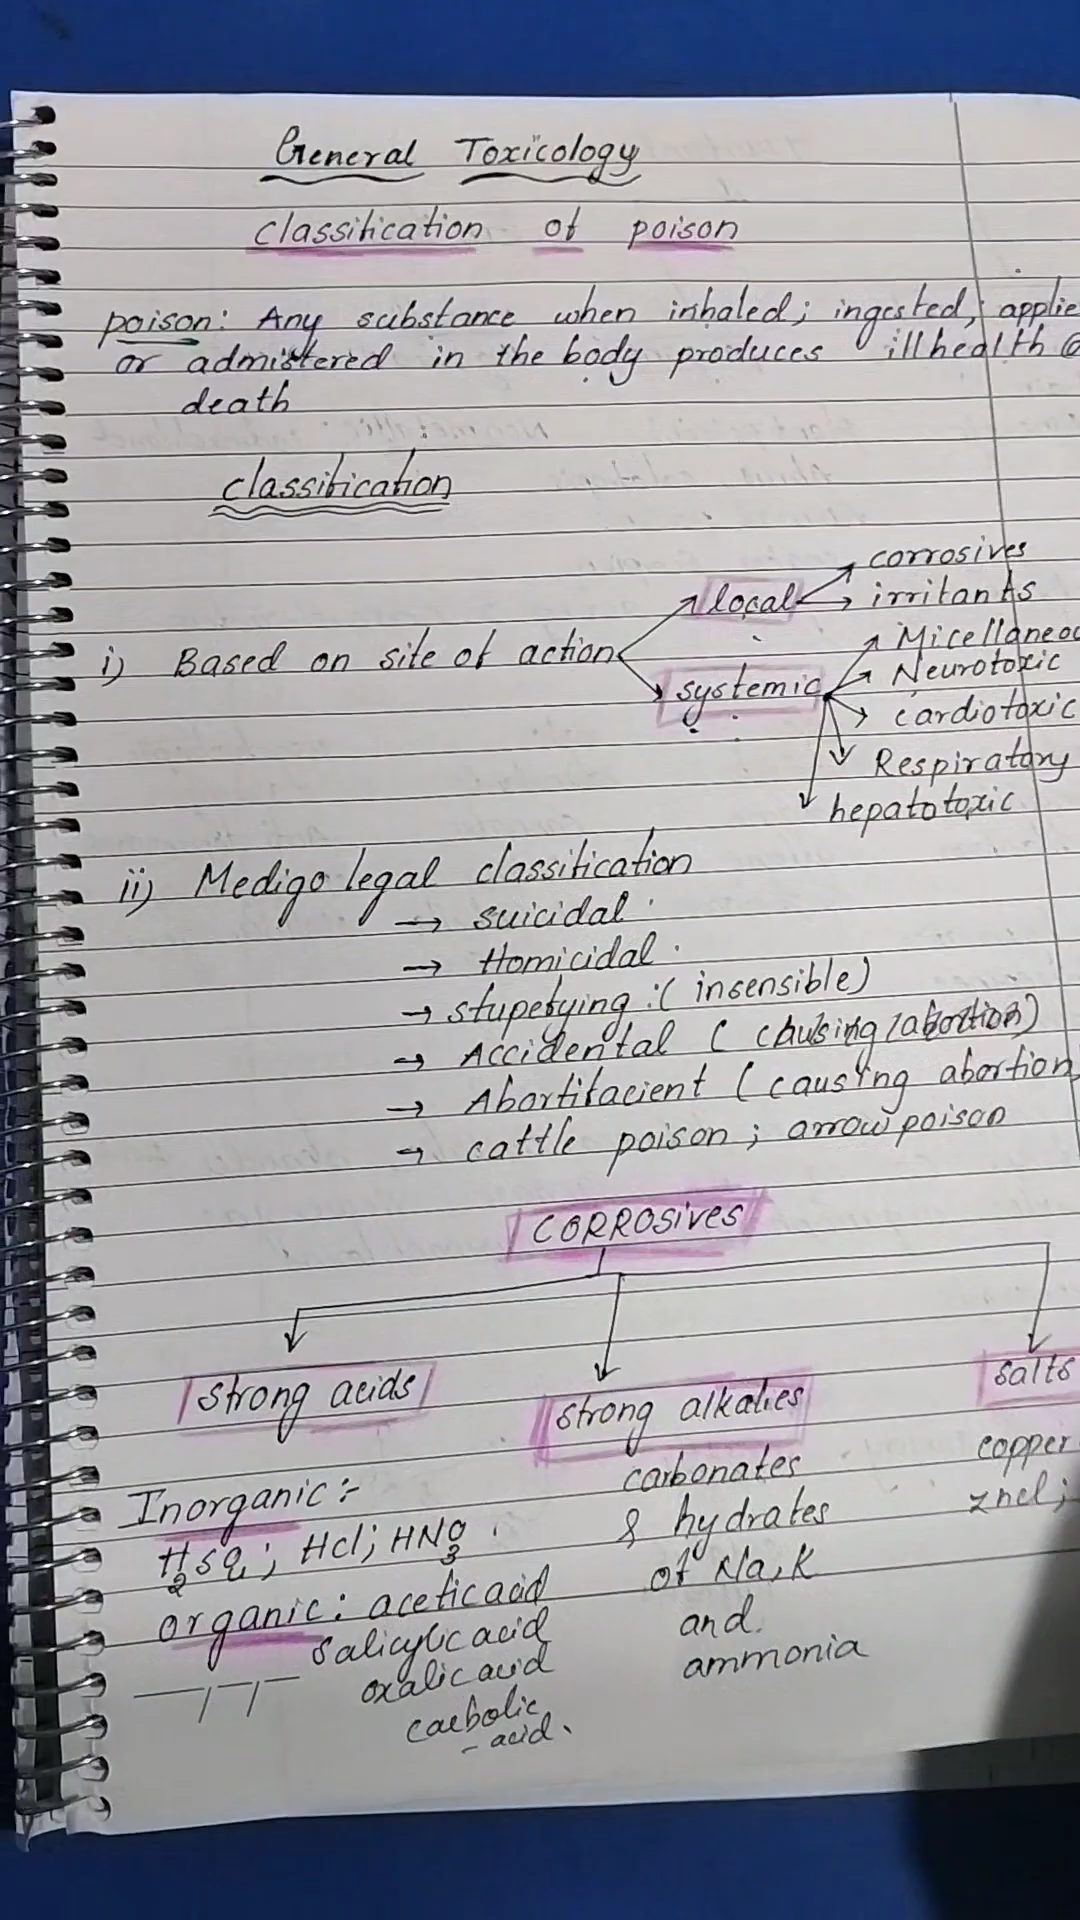 General Toxicology
classification of poison
poison: Any substance when inhaled; ingested; applie
or admistered in the body produces illhealth
death
classification
corrosives
local
irritants
Micellaneo
i) Based on site of action
Neurotoxic
systemic
cardiotoxic
Respiratory
hepatotoxic
ii) Medigo legal classification
→ suicidal
→ Homicidal
→ stupefying :( insensible)
→ Accidental ( causing abortion)
→ Abortifacient ( causing abortion
→ cattle poison ; arrow poison
CORROSives
strong acids
strong alkalies
salts
Inorganic :-
carbonates
copper
H2SO4 ; Hcl; HNO3
& hydrates
zncl ;
organic : acetic acid
of Na, K
salicylic acid
and
oxalic acid
ammonia
carbolic
- acid.